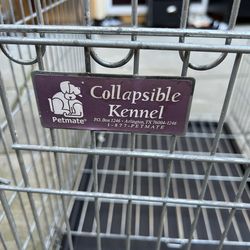 Collapsible
Kennel
Petmate®
P.O. Box 1246 • Arlington, TX 76004-1246
1-877-PETMATE